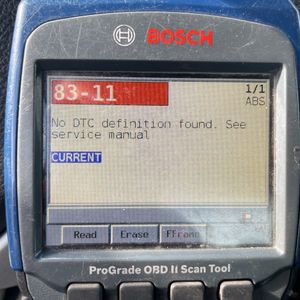 BOSCH
83-11
1/1
ABS
No DTC definition found. See
service manual
CURRENT
Read Erase FFrame
ProGrade OBD II Scan Tool